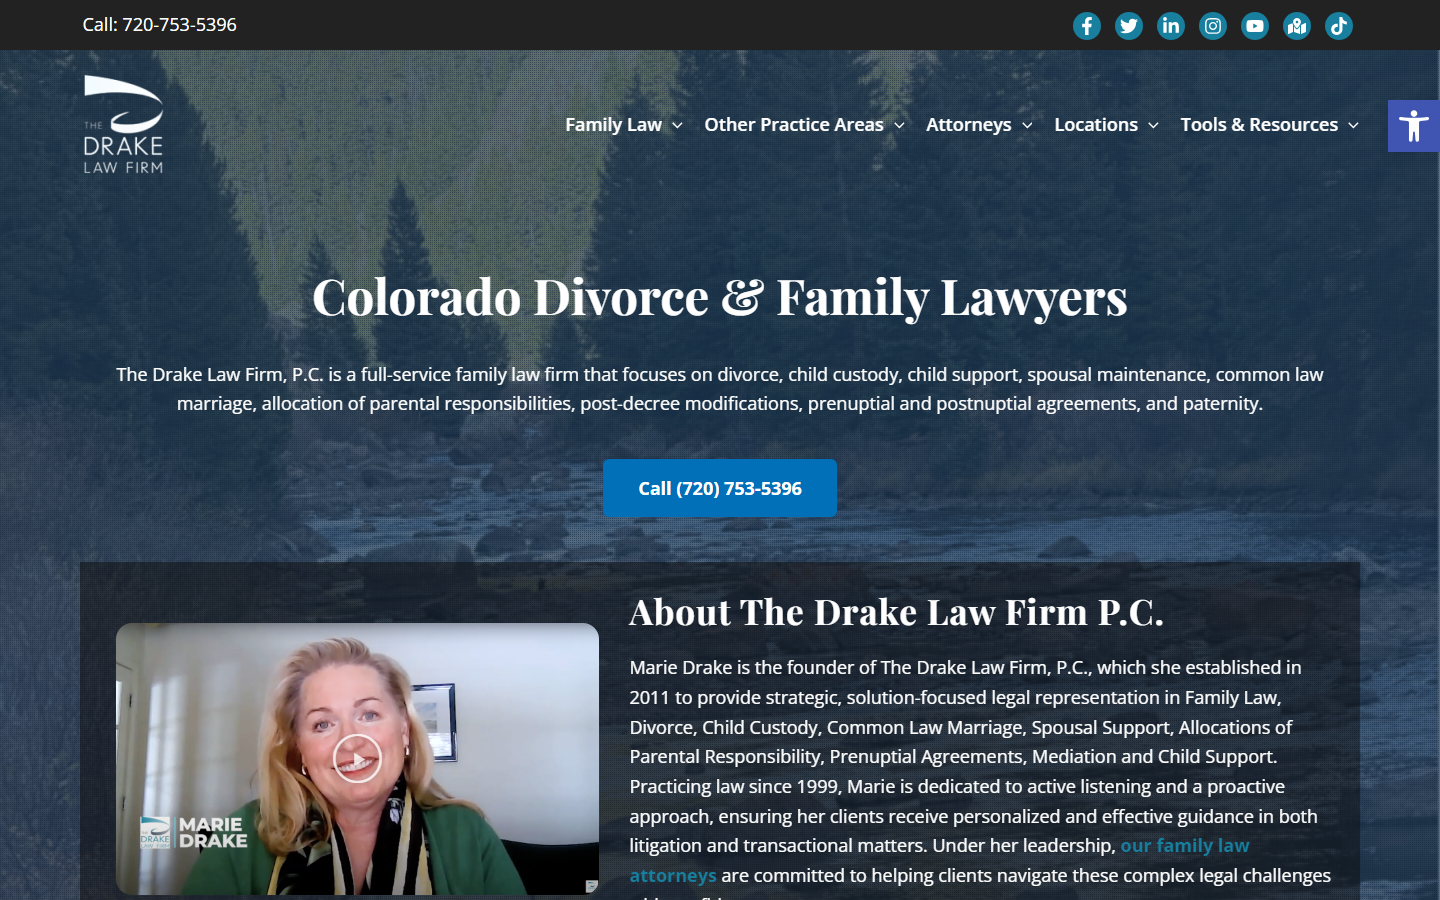 Call: 720-753-5396
THE
DRAKE
LAW FIRM
Family Law
Other Practice Areas
Attorneys
Locations
Tools & Resources
Colorado Divorce & Family Lawyers
The Drake Law Firm, P.C. is a full-service family law firm that focuses on divorce, child custody, child support, spousal maintenance, common law
marriage, allocation of parental responsibilities, post-decree modifications, prenuptial and postnuptial agreements, and paternity.
Call (720) 753-5396
About The Drake Law Firm P.C.
Marie Drake is the founder of The Drake Law Firm, P.C., which she established in
2011 to provide strategic, solution-focused legal representation in Family Law,
Divorce, Child Custody, Common Law Marriage, Spousal Support, Allocations of
Parental Responsibility, Prenuptial Agreements, Mediation and Child Support.
Practicing law since 1999, Marie is dedicated to active listening and a proactive
approach, ensuring her clients receive personalized and effective guidance in both
litigation and transactional matters. Under her leadership, our family law
attorneys are committed to helping clients navigate these complex legal challenges
THE
DRAKE
LAW FIRM
MARIE
DRAKE